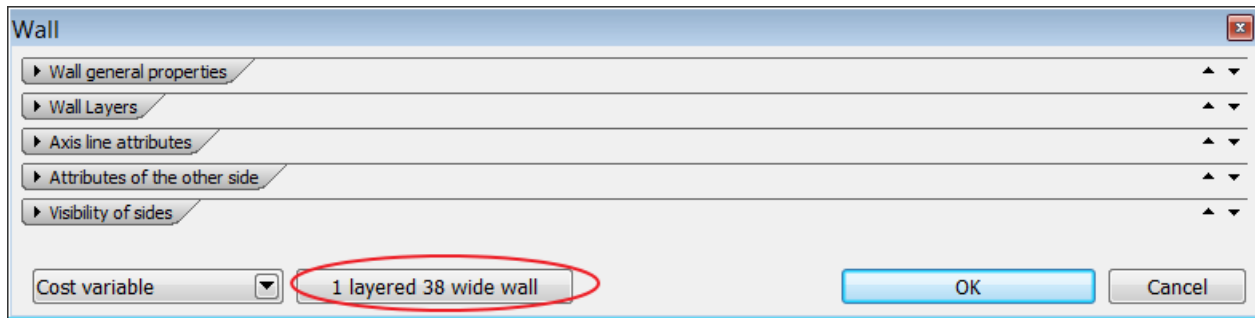 Wall
Wall general properties
Wall Layers
Axis line attributes
Attributes of the other side
Visibility of sides
Cost variable 1 layered 38 wide wall OK Cancel